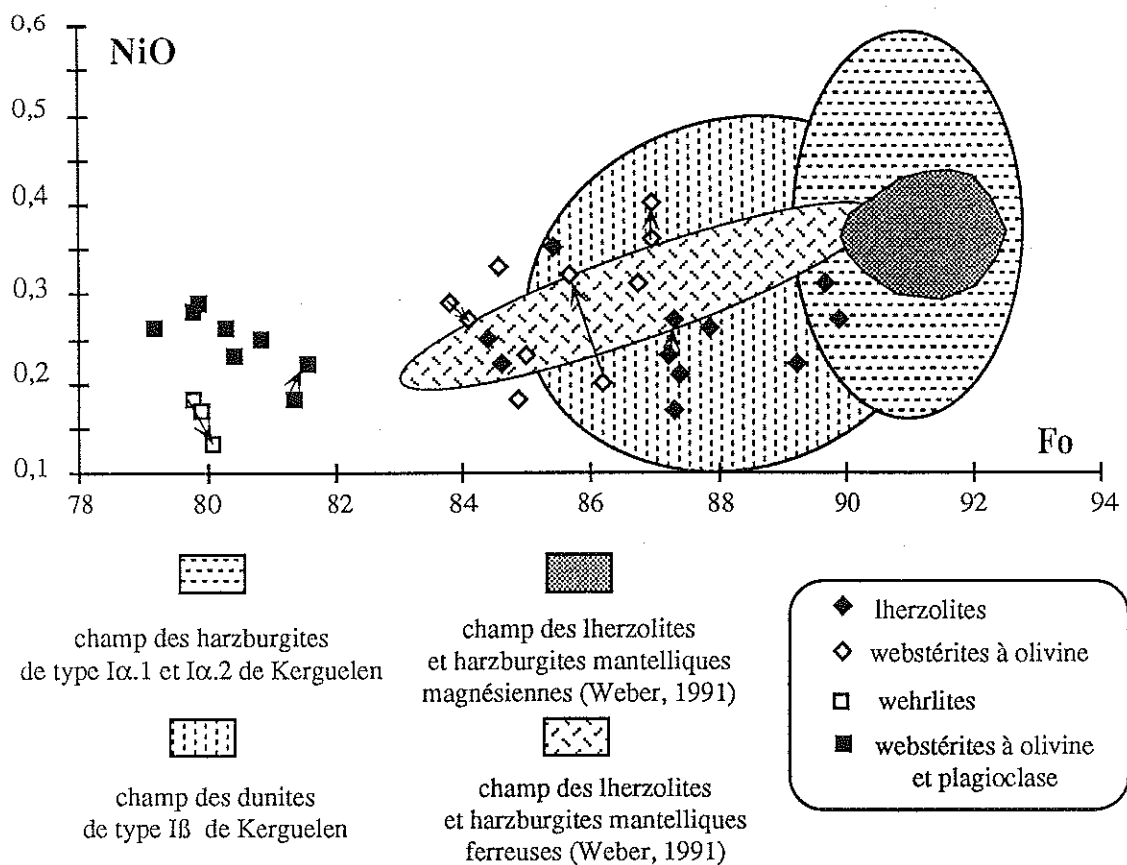 0,6
NiO
0,5
0,4
0,3
0,2
Fo
0,1
78 80 82 84 86 88 90 92 94
champ des harzburgites
de type Iα.1 et Iα.2 de Kerguelen
champ des lherzolites
et harzburgites mantelliques
magnésiennes (Weber, 1991)
champ des dunites
de type Iß de Kerguelen
champ des lherzolites
et harzburgites mantelliques
ferreuses (Weber, 1991)
lherzolites
webstérites à olivine
wehrlites
webstérites à olivine
et plagioclase